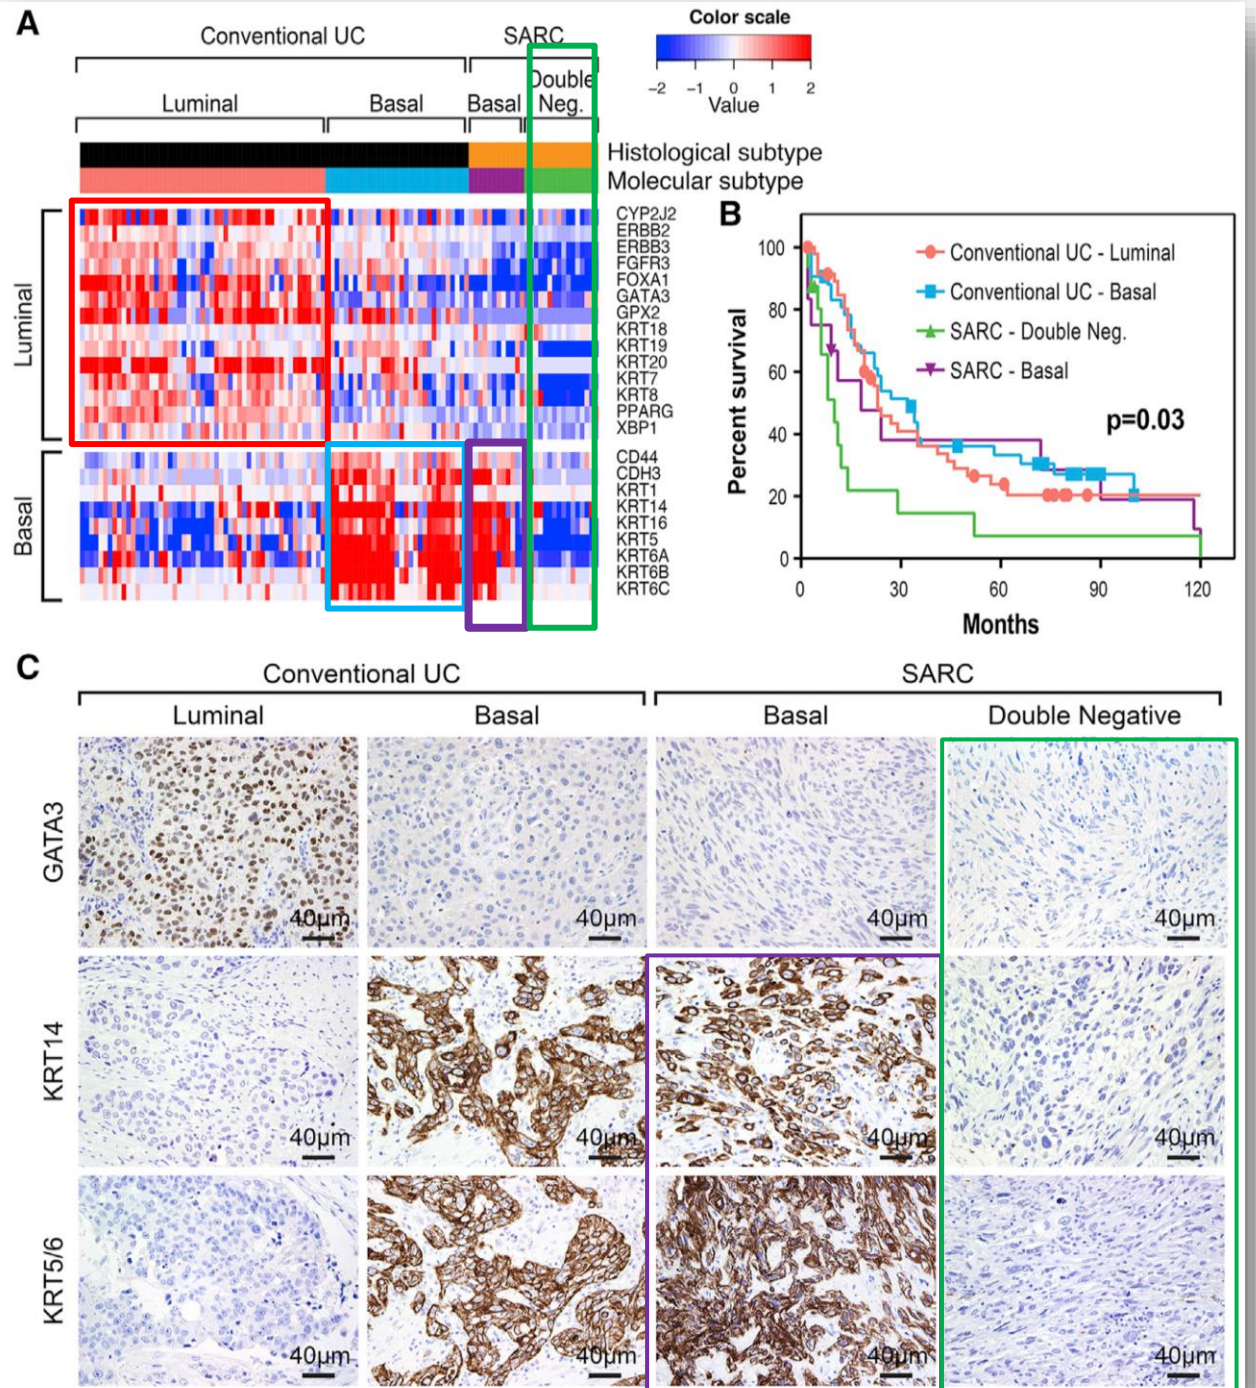 A
Conventional UC
SARC
Luminal
Basal
Basal
Double
Neg.
Color scale
-2 -1 0 1 2
Value
Histological subtype
Molecular subtype
Luminal
CYP2J2
ERBB2
ERBB3
FGFR3
FOXA1
GATA3
GPX2
KRT18
KRT19
KRT20
KRT7
KRT8
PPARG
XBP1
Basal
CD44
CDH3
KRT1
KRT14
KRT16
KRT5
KRT6A
KRT6B
KRT6C
B
Percent survival
100
80
60
40
20
0
Conventional UC - Luminal
Conventional UC - Basal
SARC - Double Neg.
SARC - Basal
p=0.03
0 30 60 90 120
Months
C
Conventional UC
SARC
Luminal
Basal
Basal
Double Negative
GATA3
40µm
40µm
40µm
40µm
KRT14
40µm
40µm
40µm
40µm
KRT5/6
40µm
40µm
40µm
40µm